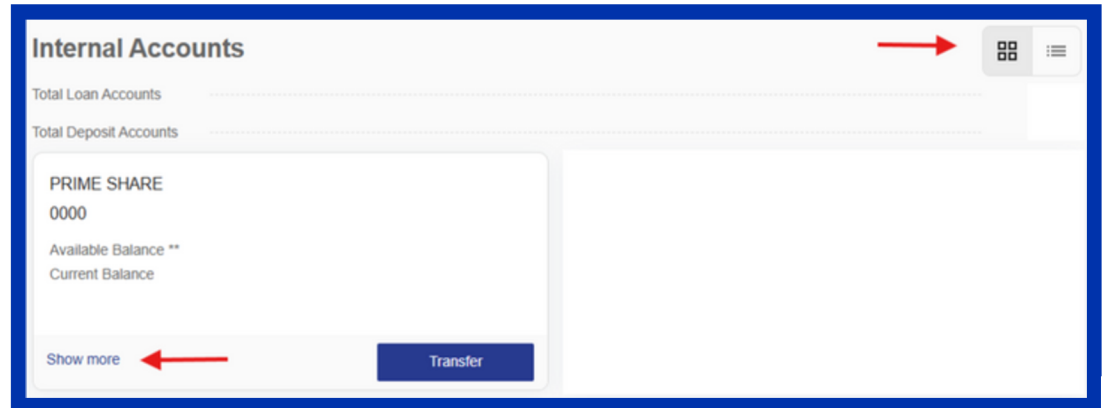 Internal Accounts
Total Loan Accounts
Total Deposit Accounts
PRIME SHARE
0000
Available Balance **
Current Balance
Show more
Transfer